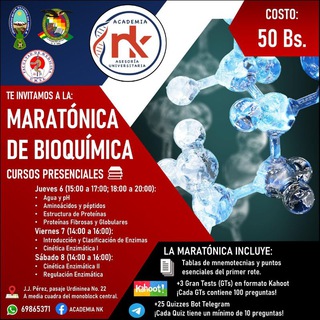 ACADEMIA
NK
ASESORÍA
UNIVERSITARIA
COSTO:
50 Bs.
TE INVITAMOS A LA:
MARATÓNICA
DE BIOQUÍMICA
CURSOS PRESENCIALES
Jueves 6 (15:00 a 17:00; 18:00 a 20:00):
• Agua y pH
• Aminoácidos y péptidos
• Estructura de Proteínas
• Proteínas Fibrosas y Globulares
Viernes 7 (14:00 a 16:00):
• Introducción y Clasificación de Enzimas
• Cinética Enzimática I
Sábado 8 (14:00 a 16:00):
• Cinética Enzimática II
• Regulación Enzimática
J.J. Pérez, pasaje Urdininea No. 22
A media cuadra del monoblock central.
69865371
ACADEMIA NK
LA MARATÓNICA INCLUYE:
Tablas de mnemotecnias y puntos
esenciales del primer rote.
Kahoot!
+3 Gran Tests (GTs) en formato Kahoot
¡Cada GTs contiene 100 preguntas!
+25 Quizzes Bot Telegram
¡Cada Quiz tiene un mínimo de 10 preguntas!